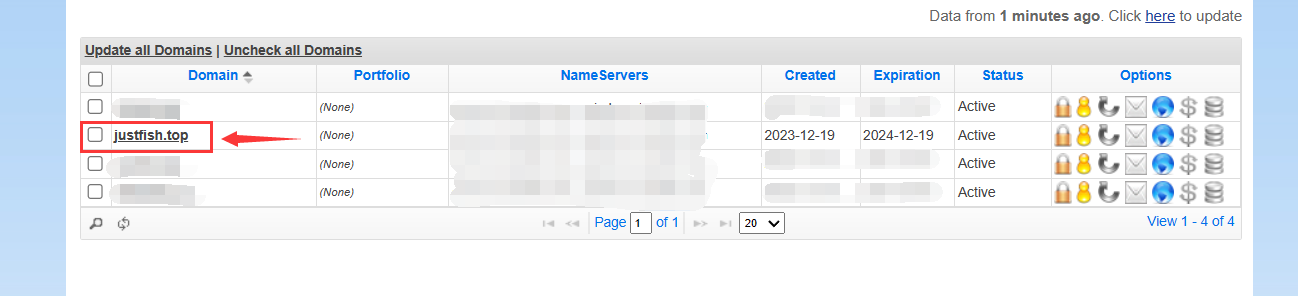 Data from 1 minutes ago. Click here to update
Update all Domains | Uncheck all Domains
Domain Portfolio NameServers Created Expiration Status Options
(None) Active
justfish.top (None) 2023-12-19 2024-12-19 Active
(None) Active
(None) Active
Page 1 of 1 20 View 1 - 4 of 4